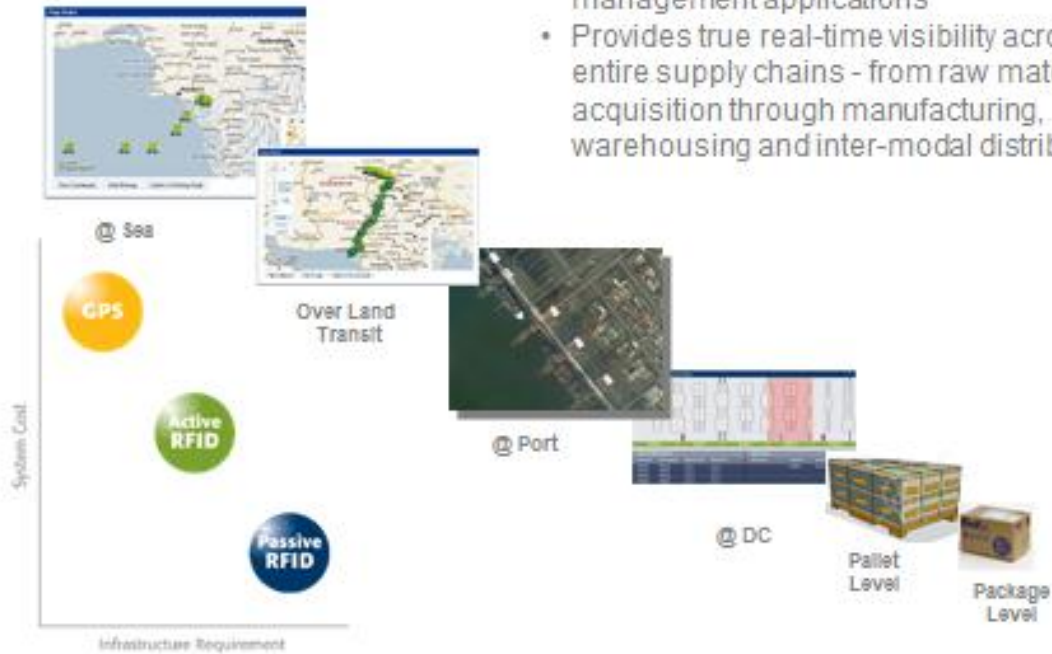 management applications
• Provides true real-time visibility acro
entire supply chains - from raw mat
acquisition through manufacturing,
warehousing and inter-modal distrib
@ Sea
Over Land
Transit
@ Port
@ DC
Pallet
Level
Package
Level
System Cost
GPS
Active
RFID
Passive
RFID
Infrastructure Requirement